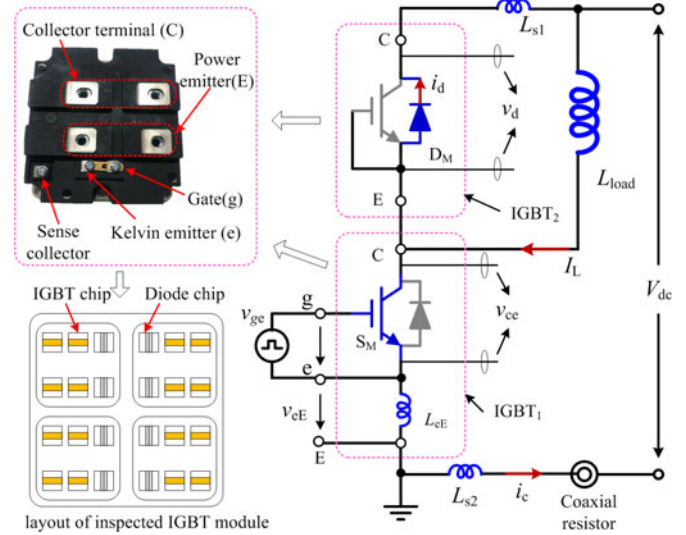 Collector terminal (C)
Power
emitter(E)
Gate(g)
Sense
collector
Kelvin emitter (e)
IGBT chip
Diode chip
layout of inspected IGBT module
L_s1
C
i_d
v_d
D_M
L_load
E
IGBT_2
C
I_L
V_dc
g
v_ge
S_M
v_ce
e
v_eE
L_eE
IGBT_1
E
L_s2
i_c
Coaxial
resistor